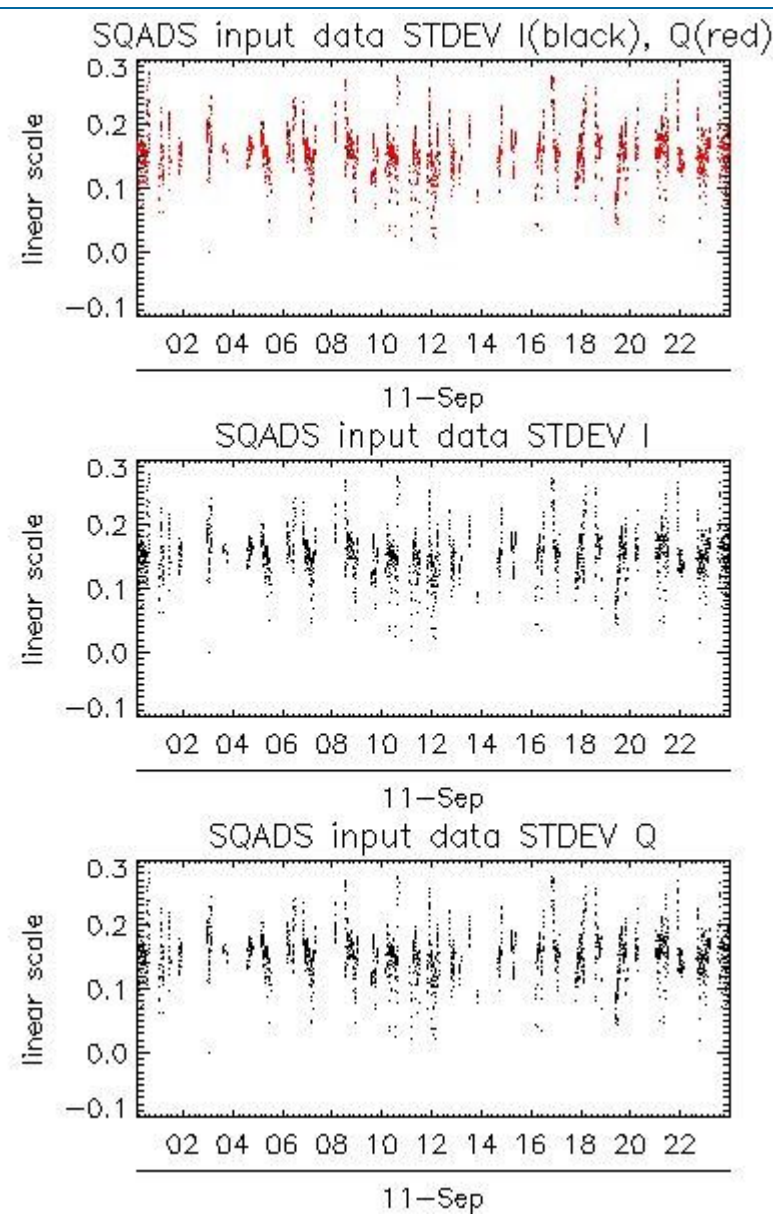 SQADS input data STDEV I(black), Q(red)
0.3
0.2
0.1
0.0
−0.1
linear scale
02 04 06 08 10 12 14 16 18 20 22
11−Sep
SQADS input data STDEV I
0.3
0.2
0.1
0.0
−0.1
linear scale
02 04 06 08 10 12 14 16 18 20 22
11−Sep
SQADS input data STDEV Q
0.3
0.2
0.1
0.0
−0.1
linear scale
02 04 06 08 10 12 14 16 18 20 22
11−Sep